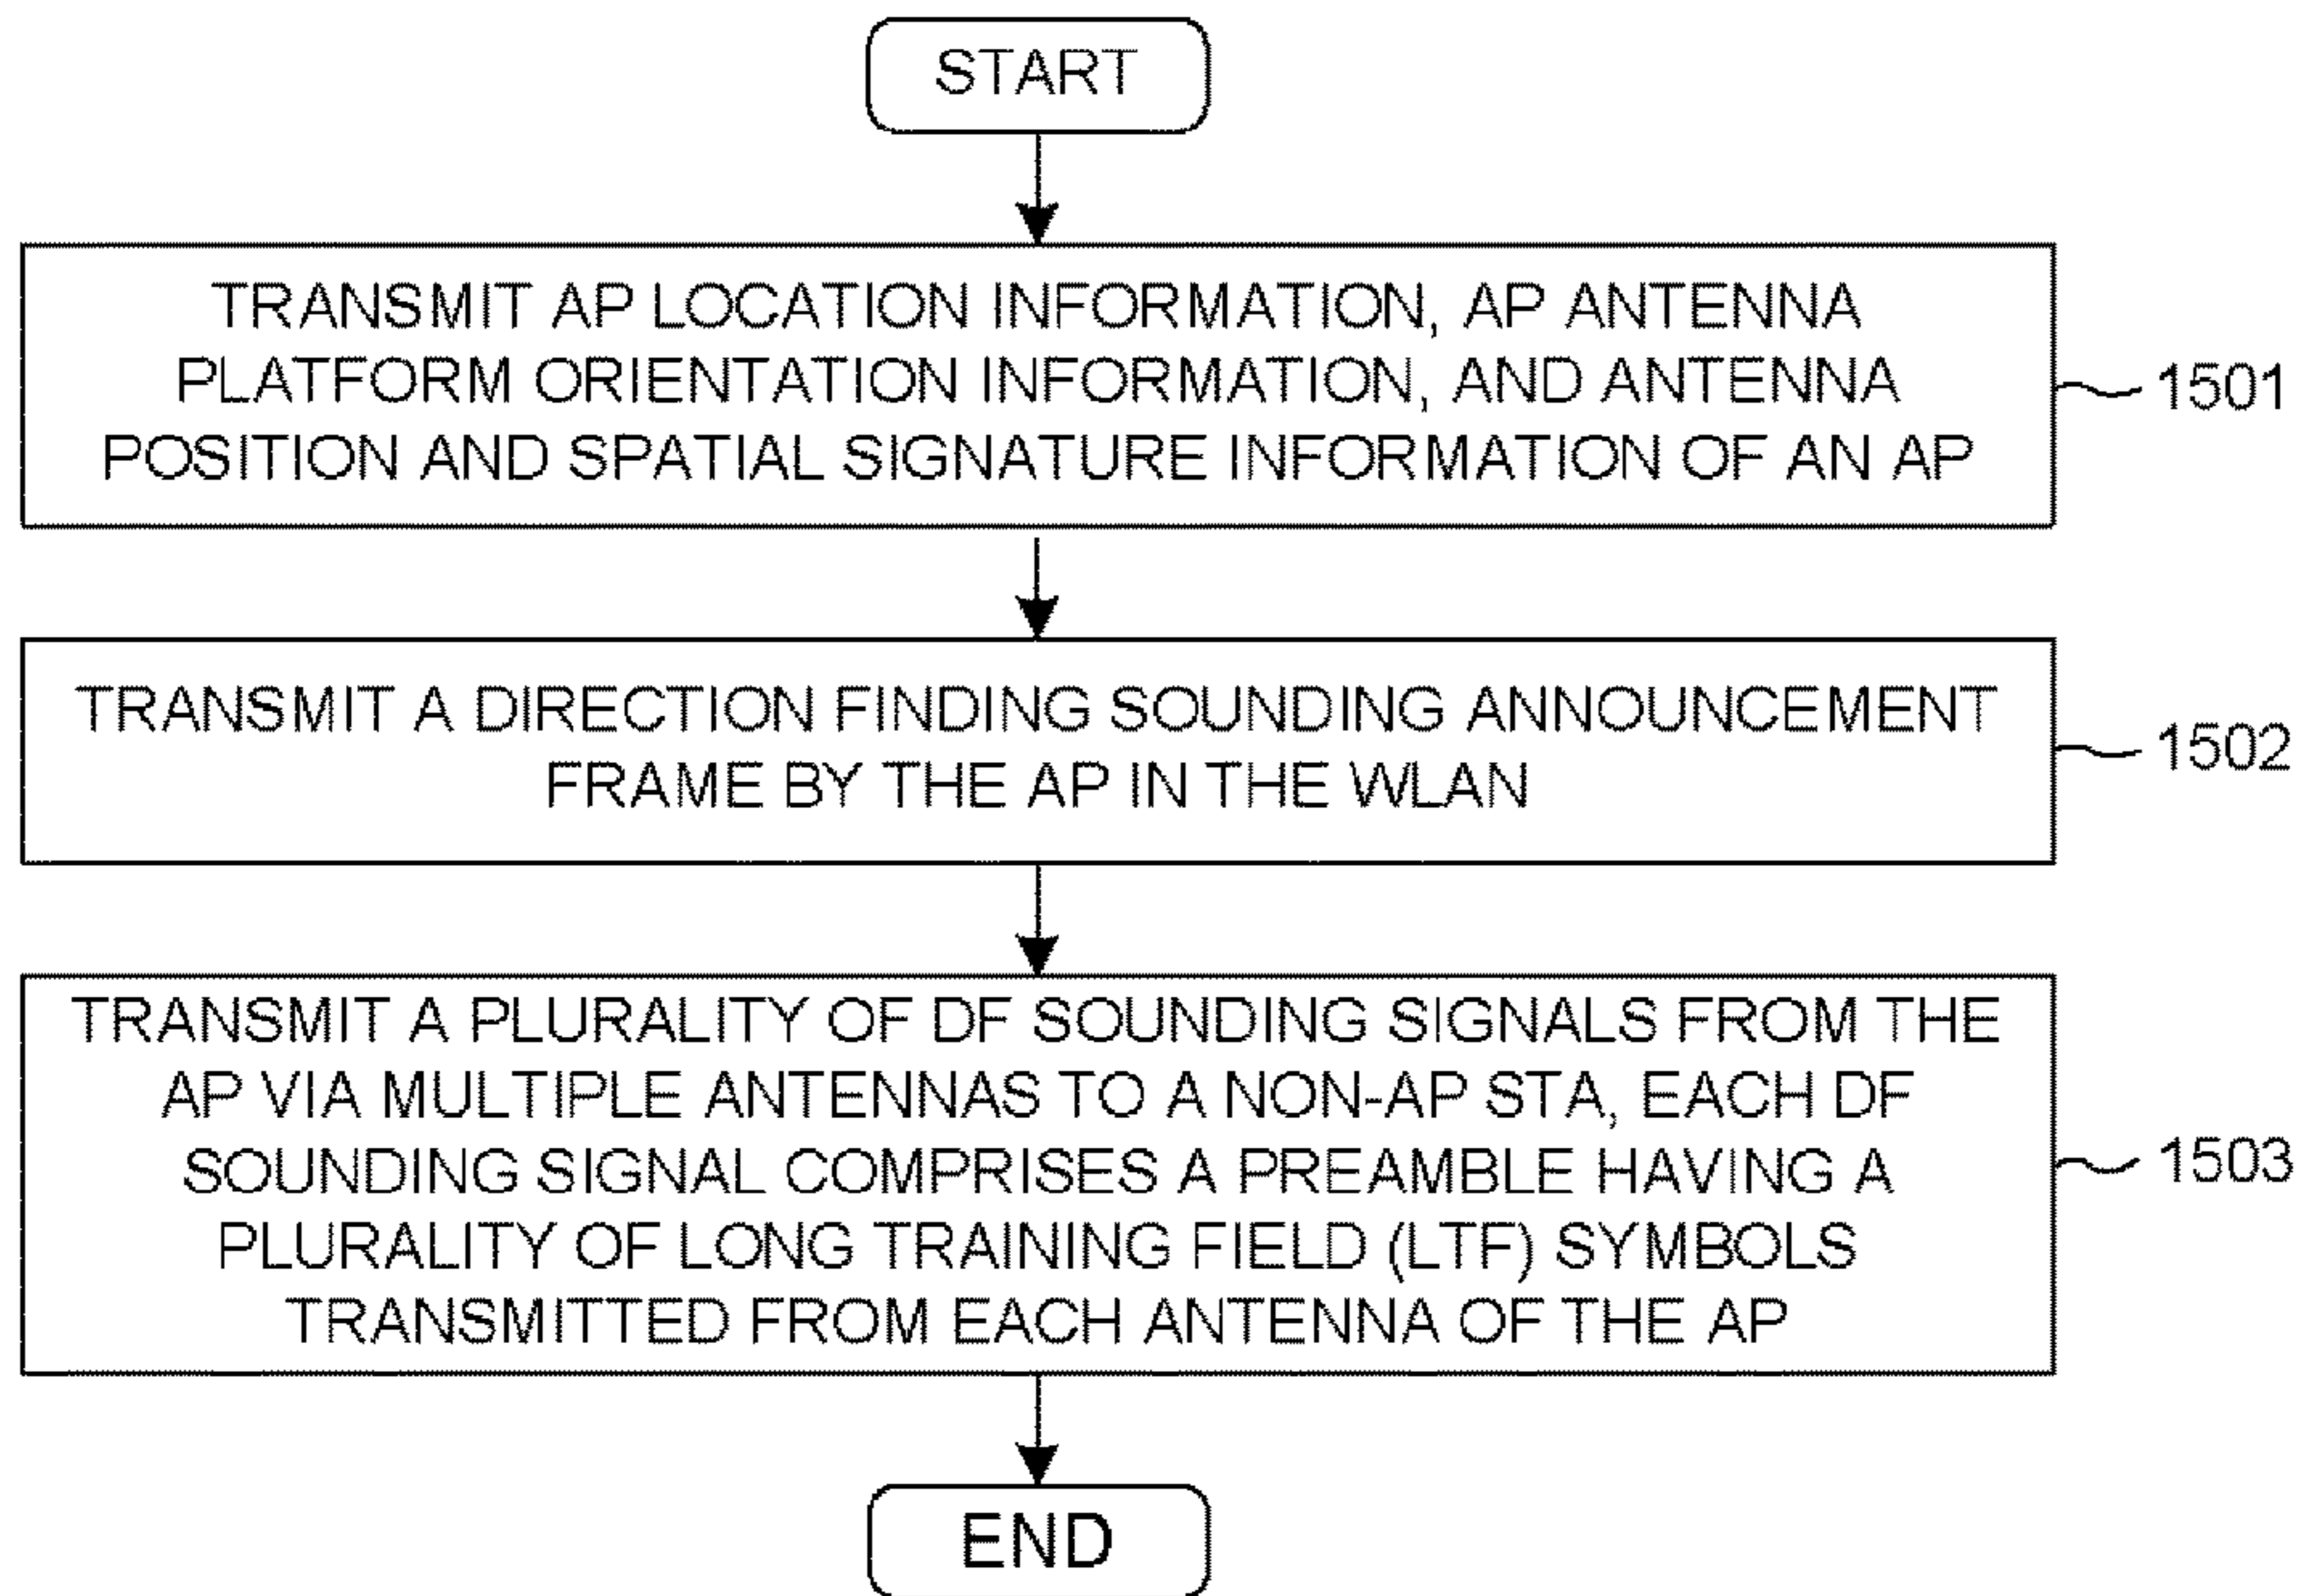 START
TRANSMIT AP LOCATION INFORMATION, AP ANTENNA
PLATFORM ORIENTATION INFORMATION, AND ANTENNA
POSITION AND SPATIAL SIGNATURE INFORMATION OF AN AP
1501
TRANSMIT A DIRECTION FINDING SOUNDING ANNOUNCEMENT
FRAME BY THE AP IN THE WLAN
1502
TRANSMIT A PLURALITY OF DF SOUNDING SIGNALS FROM THE
AP VIA MULTIPLE ANTENNAS TO A NON-AP STA, EACH DF
SOUNDING SIGNAL COMPRISES A PREAMBLE HAVING A
PLURALITY OF LONG TRAINING FIELD (LTF) SYMBOLS
TRANSMITTED FROM EACH ANTENNA OF THE AP
1503
END